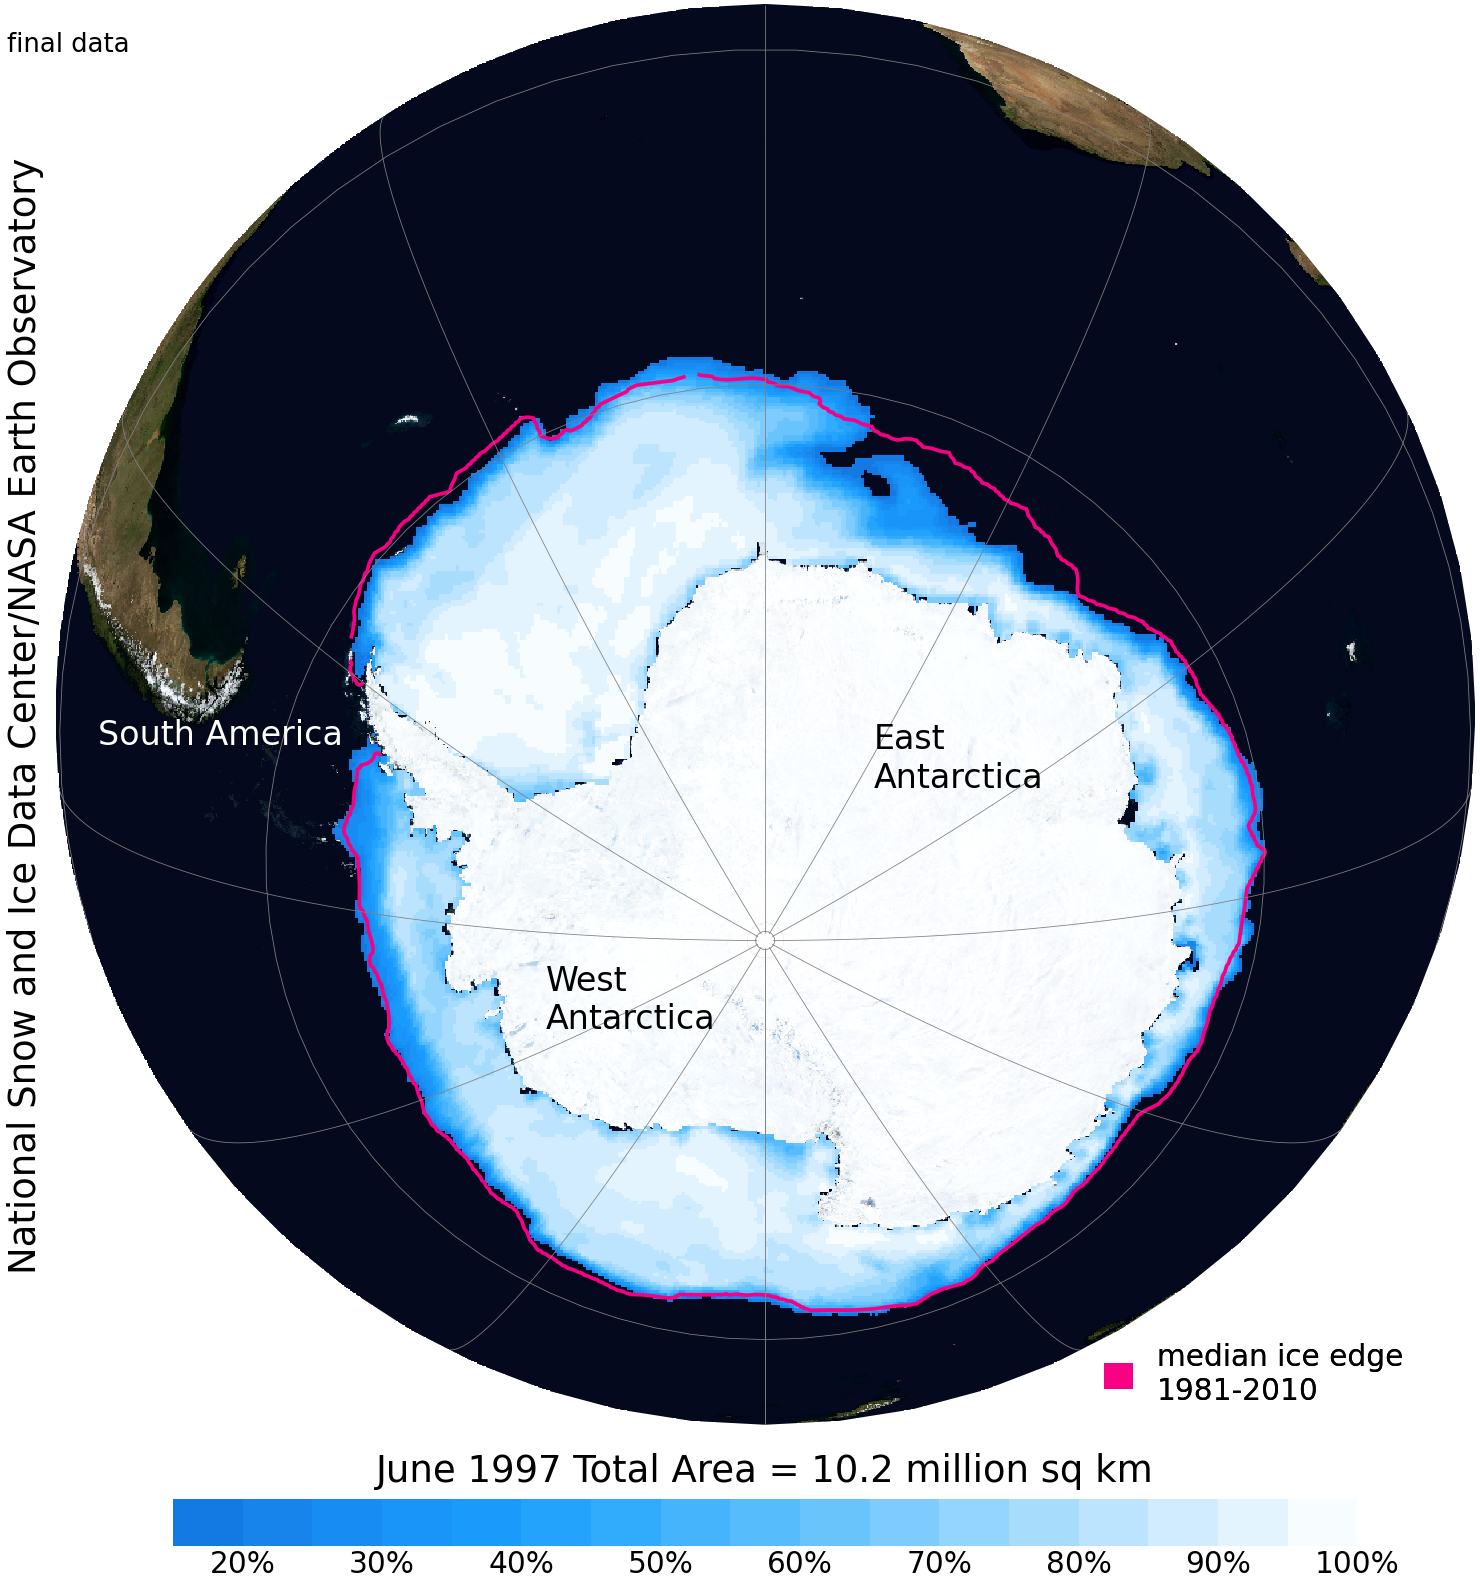 final data
National Snow and Ice Data Center/NASA Earth Observatory
South America
East
Antarctica
West
Antarctica
median ice edge
1981-2010
June 1997 Total Area = 10.2 million sq km
20% 30% 40% 50% 60% 70% 80% 90% 100%